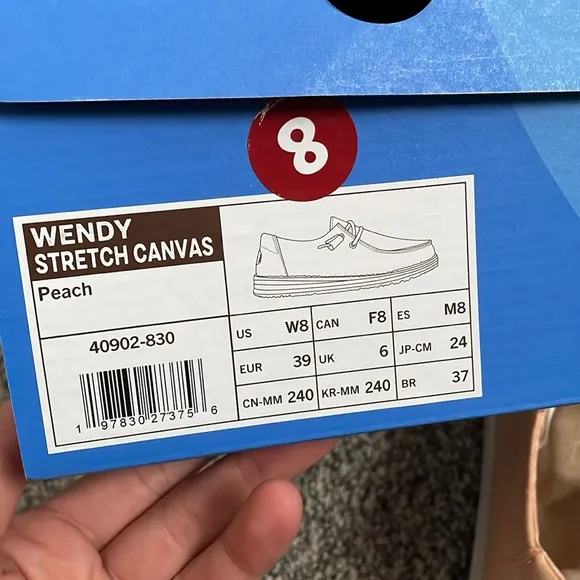 8
WENDY
STRETCH CANVAS
Peach
40902-830
1 97830 27375 6
US W8 CAN F8 ES M8
EUR 39 UK 6 JP-CM 24
CN-MM 240 KR-MM 240 BR 37